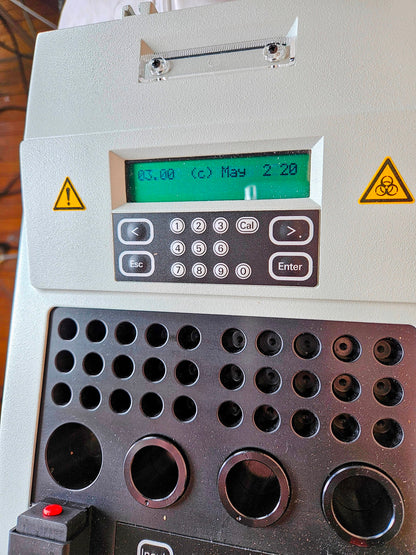 03.00 (c) May 2 20
< 1 2 3 Cal >.
4 5 6
Esc 7 8 9 0 Enter